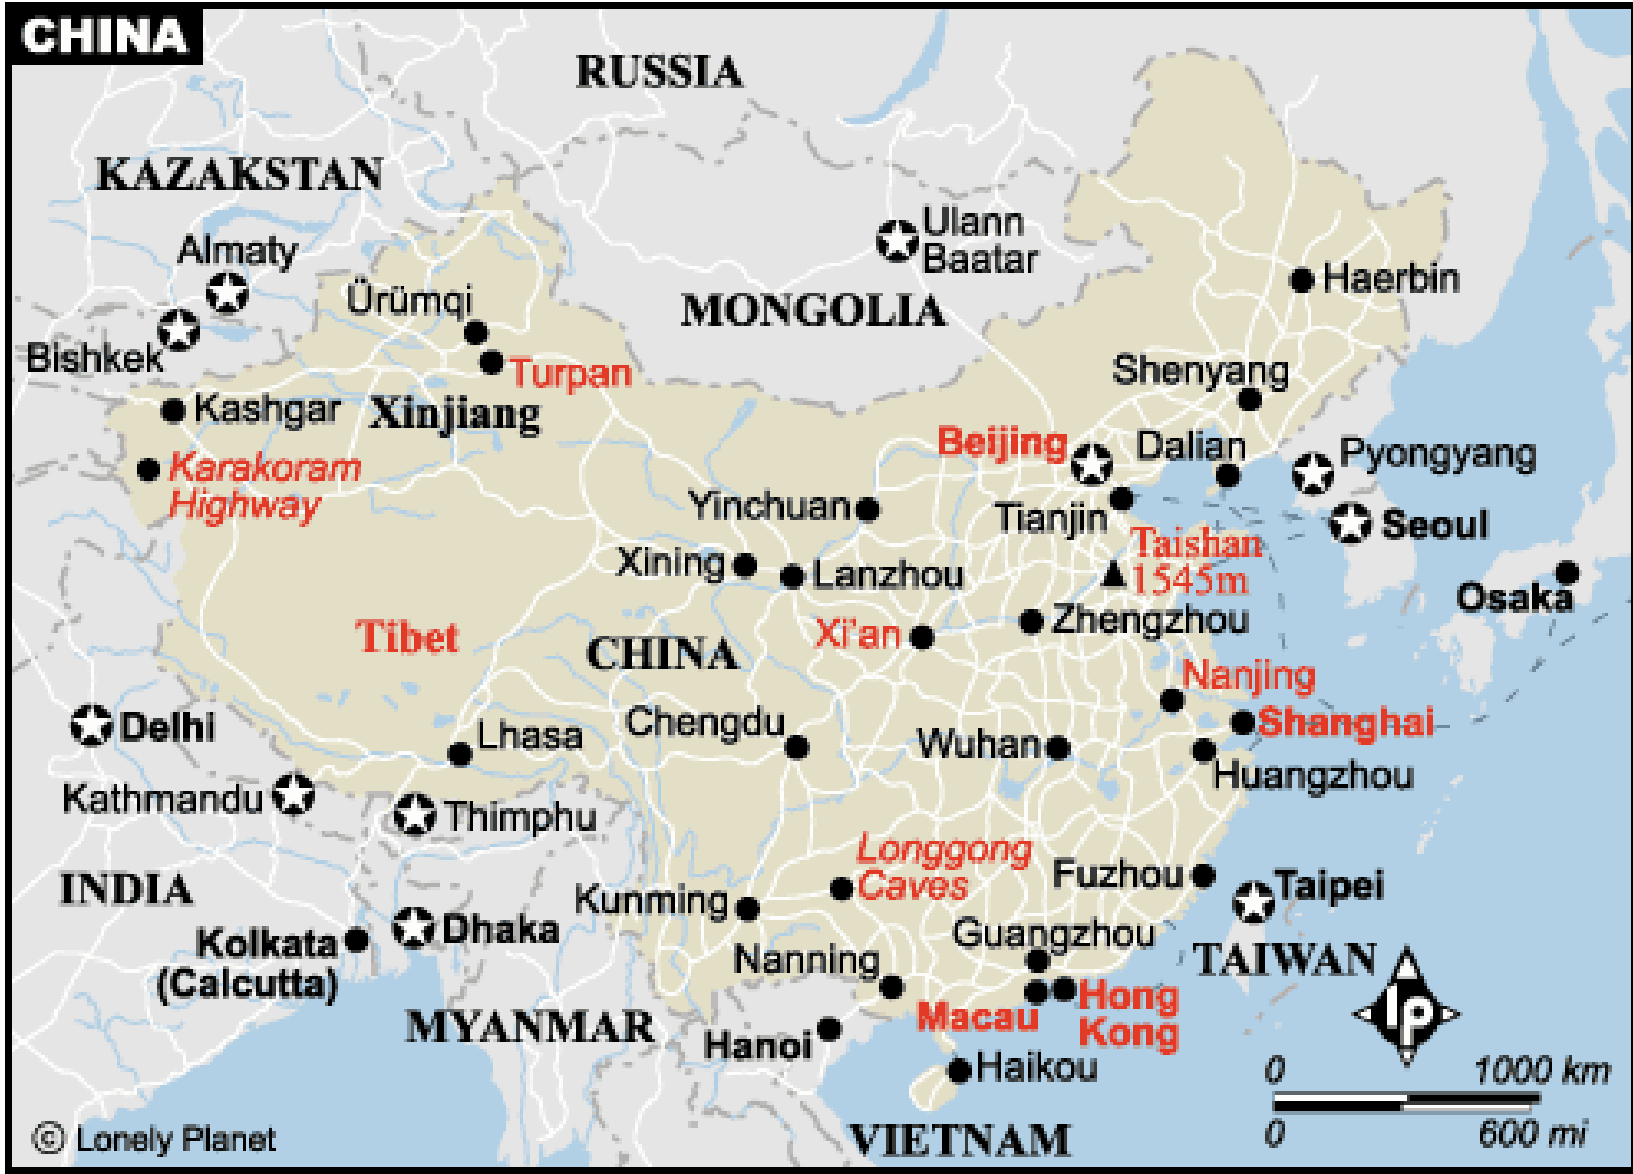 CHINA
RUSSIA
KAZAKSTAN
Ulann
Baatar
Almaty
Haerbin
Ürümqi
MONGOLIA
Bishkek
Turpan
Shenyang
Kashgar
Xinjiang
Beijing
Dalian
Pyongyang
Karakoram
Highway
Yinchuan
Tianjin
Seoul
Taishan
1545m
Xining
Lanzhou
Osaka
Zhengzhou
Tibet
Xi'an
CHINA
Nanjing
Delhi
Lhasa
Chengdu
Wuhan
Shanghai
Huangzhou
Kathmandu
Thimphu
Longgong
Caves
Fuzhou
INDIA
Taipei
Kunming
Kolkata
(Calcutta)
Dhaka
Guangzhou
Nanning
TAIWAN
Macau
Hong
Kong
MYANMAR
Hanoi
lp
Haikou
0 1000 km
0 600 mi
© Lonely Planet
VIETNAM